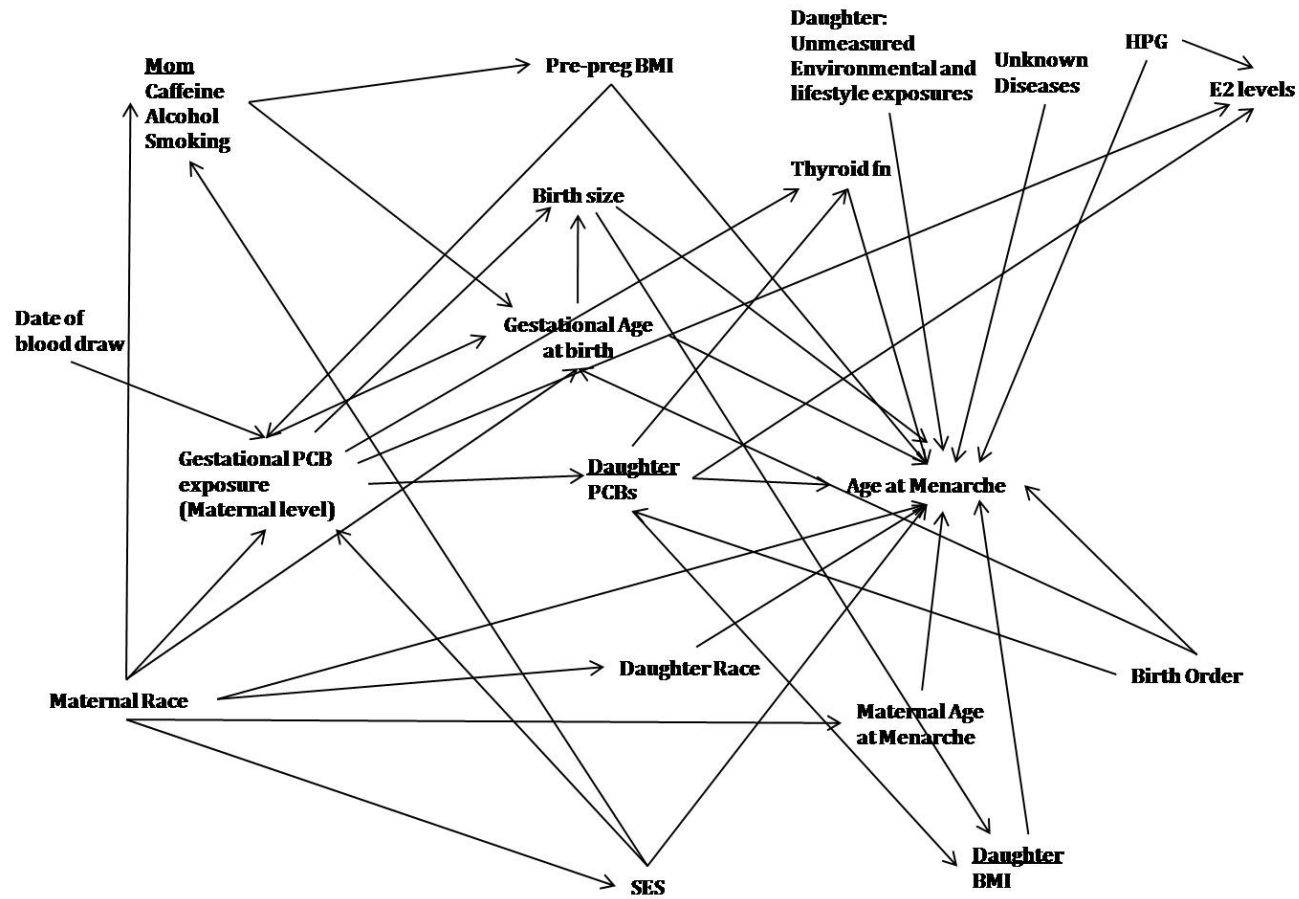 Mom
Caffeine
Alcohol
Smoking
Pre-preg BMI
Daughter:
Unmeasured
Environmental and
lifestyle exposures
Unknown
Diseases
HPG
E2 levels
Thyroid fn
Birth size
Date of
blood draw
Gestational Age
at birth
Gestational PCB
exposure
(Maternal level)
Daughter
PCBs
Age at Menarche
Maternal Race
Daughter Race
Maternal Age
at Menarche
Birth Order
SES
Daughter
BMI